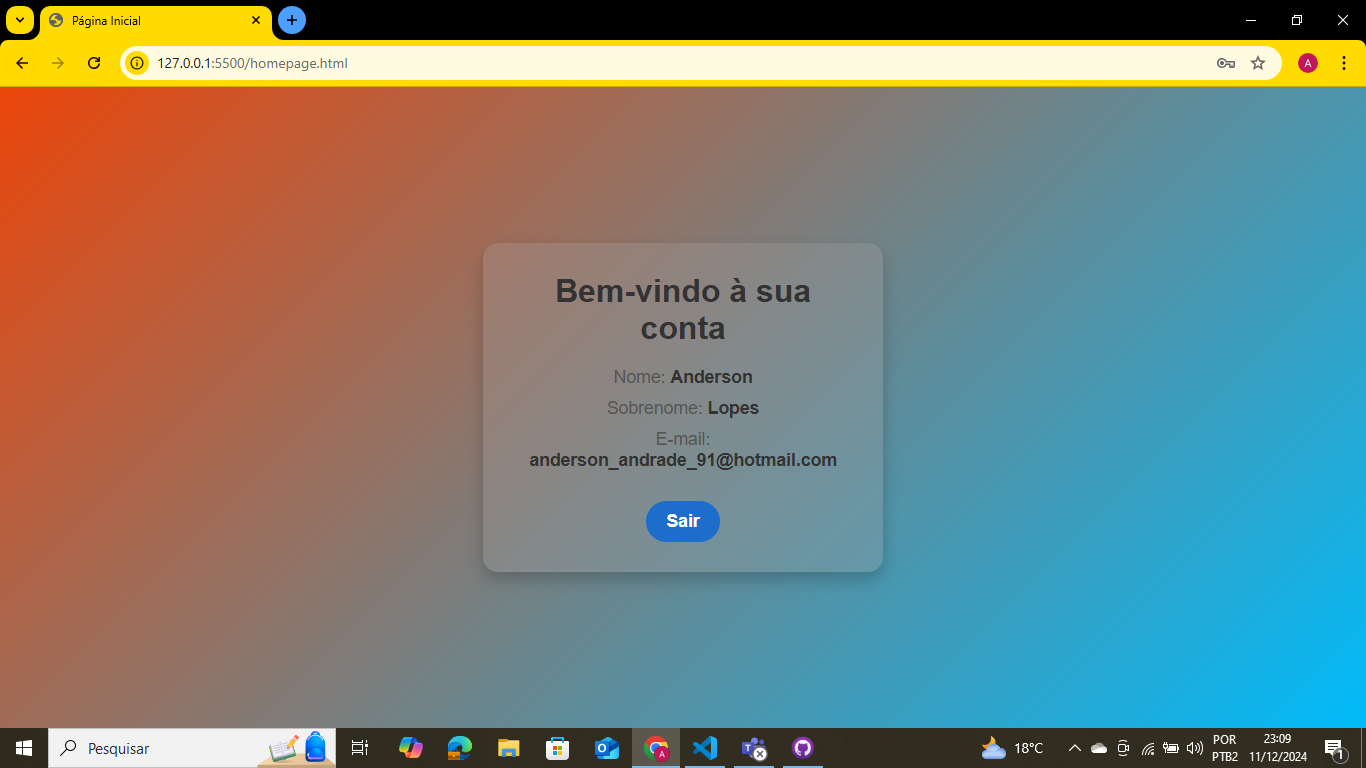 Página Inicial
127.0.0.1:5500/homepage.html
A
Bem-vindo à sua
conta
Nome: Anderson
Sobrenome: Lopes
E-mail:
anderson_andrade_91@hotmail.com
Sair
Pesquisar
18°C
POR
PTB2
23:09
11/12/2024
1